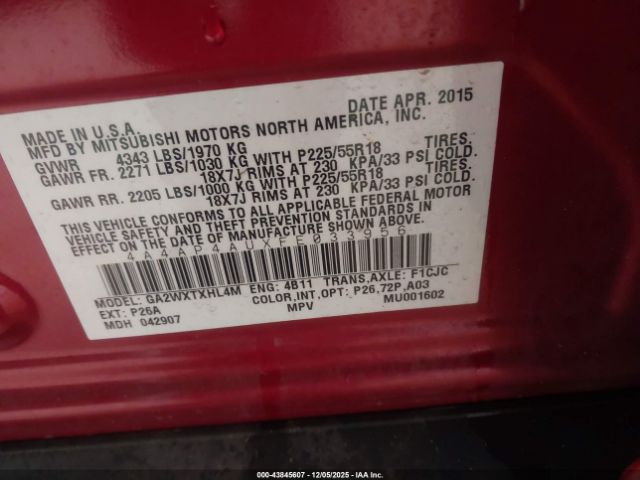 MADE IN U.S.A. DATE APR. 2015
MFD BY MITSUBISHI MOTORS NORTH AMERICA, INC.
GVWR 4343 LBS/1970 KG
GAWR FR. 2271 LBS/1030 KG WITH P225/55R18 TIRES.
18X7J RIMS AT 230 KPA/33 PSI COLD.
GAWR RR. 2205 LBS/1000 KG WITH P225/55R18 TIRES.
18X7J RIMS AT 230 KPA/33 PSI COLD.
THIS VEHICLE CONFORMS TO ALL APPLICABLE FEDERAL MOTOR
VEHICLE SAFETY AND THEFT PREVENTION STANDARDS IN
EFFECT ON THE DATE OF MANUFACTURE SHOWN ABOVE.
4A4AP4AUXFE033956
MODEL: GA2WXTXHL4M ENG: 4B11 TRANS,AXLE: F1CJC
EXT: P26A COLOR,INT,OPT: P26,72P,A03
MDH 042907 MPV MU001602
© IAA - 43845607 - 12/05/2025 - IAAI.com